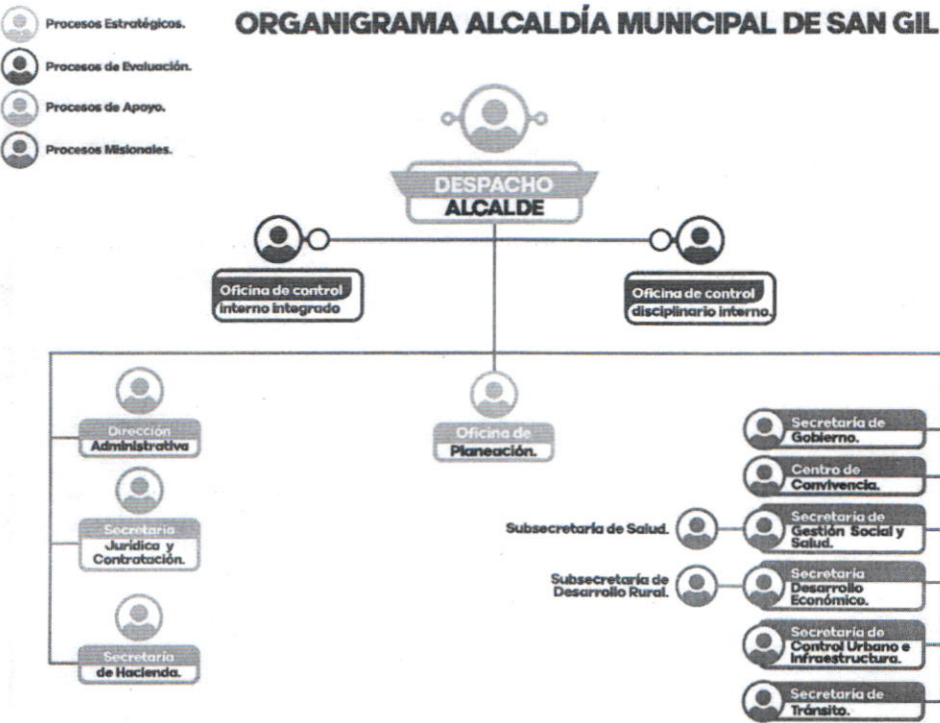 Procesos Estratégicos.
Procesos de Evaluación.
Procesos de Apoyo.
Procesos Misionales.
ORGANIGRAMA ALCALDÍA MUNICIPAL DE SAN GIL
DESPACHO
ALCALDE
Oficina de control
interno integrado
Oficina de control
disciplinario interno.
Dirección
Administrativa
Secretaría
Jurídica y
Contratación.
Secretaría
de Hacienda.
Oficina de
Planeación.
Secretaría de
Gobierno.
Centro de
Convivencia.
Subsecretaría de Salud.
Secretaría de
Gestión Social y
Salud.
Subsecretaría de
Desarrollo Rural.
Secretaría
Desarrollo
Económico.
Secretaría de
Control Urbano e
Infraestructura.
Secretaría de
Tránsito.